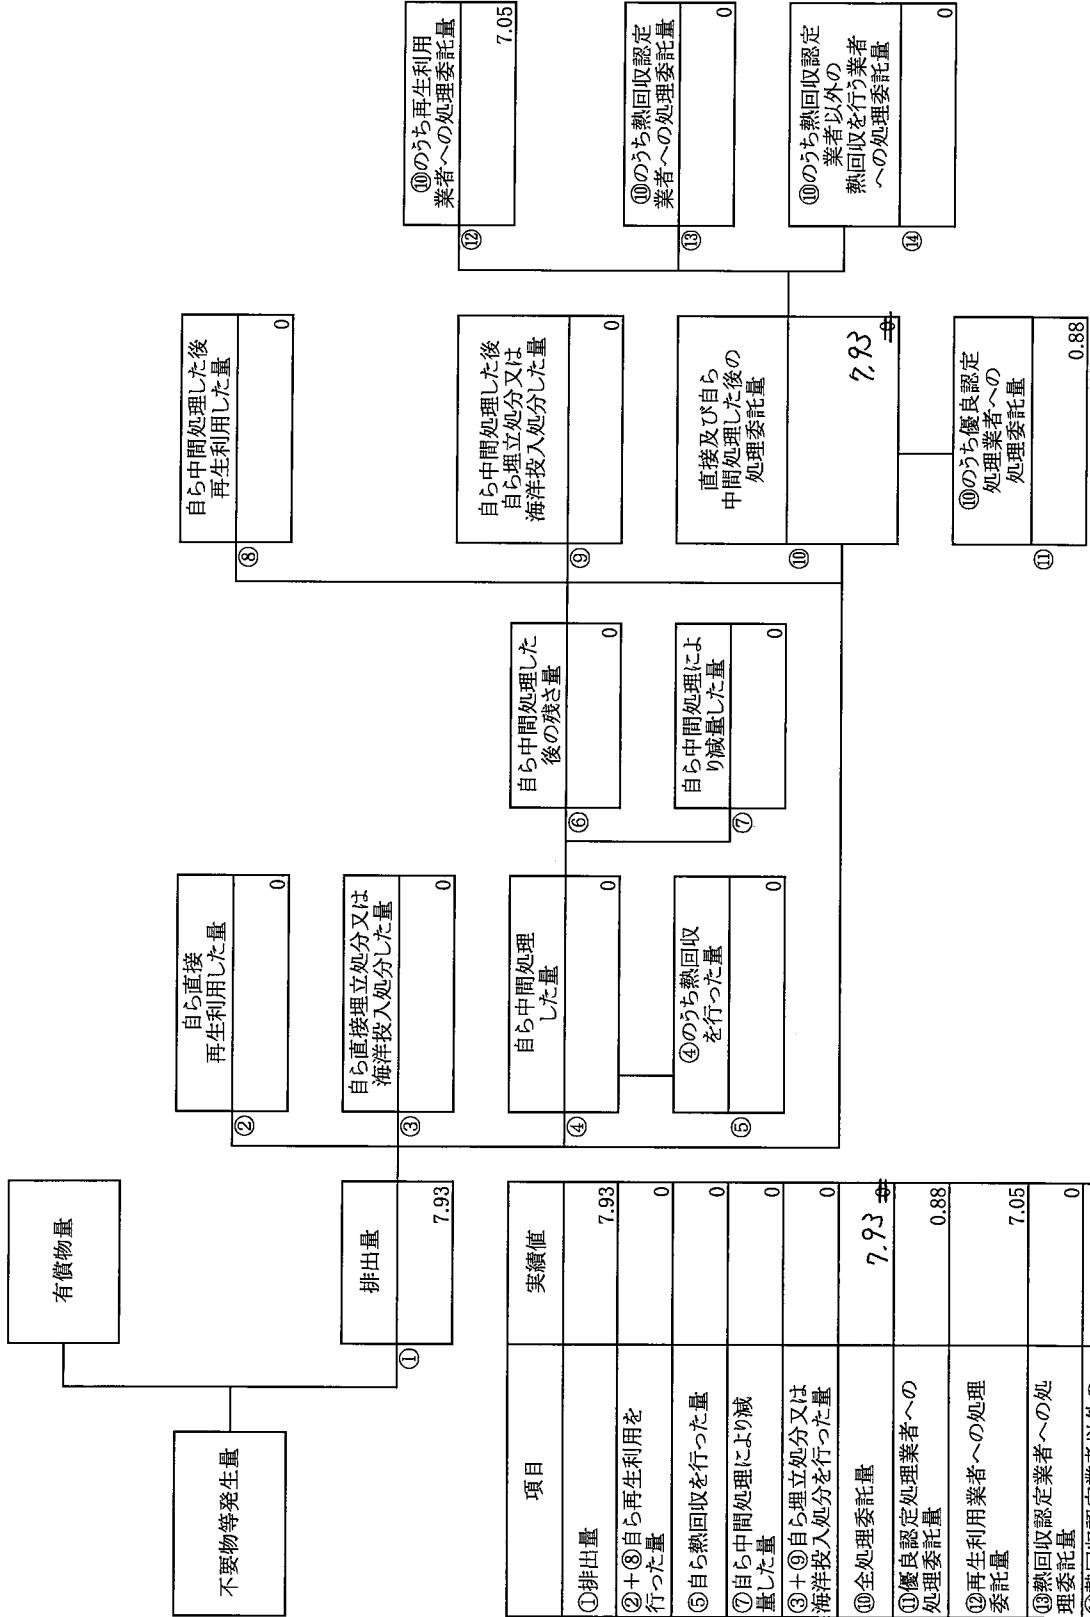 不要物等発生量
有償物量
排出量
①
7.93
自ら直接
再生利用した量
②
0
自ら直接埋立処分又は
海洋投入処分した量
③
0
自ら中間処理
した量
④
0
④のうち熱回収
を行った量
⑤
0
自ら中間処理した
後の残さ量
⑥
0
自ら中間処理によ
り減量した量
⑦
0
自ら中間処理した後
再生利用した量
⑧
0
自ら中間処理した後
自ら埋立処分又は
海洋投入処分した量
⑨
0
直接及び自ら
中間処理した後の
処理委託量
⑩
7.93 0
⑩のうち優良認定
処理業者への
処理委託量
⑪
0.88
⑩のうち再生利用
業者への処理委託量
⑫
7.05
⑩のうち熱回収認定
業者への処理委託量
⑬
0
⑩のうち熱回収認定
業者以外の
熱回収を行う業者
への処理委託量
⑭
0
項目 実績値
①排出量 7.93
②+⑧自ら再生利用を
行った量 0
⑤自ら熱回収を行った量 0
⑦自ら中間処理により減
量した量 0
③+⑨自ら埋立処分又は
海洋投入処分を行った量 0
⑩全処理委託量 7.93 0
⑪優良認定処理業者への
処理委託量 0.88
⑫再生利用業者への処理
委託量 7.05
⑬熱回収認定業者への処
理委託量 0